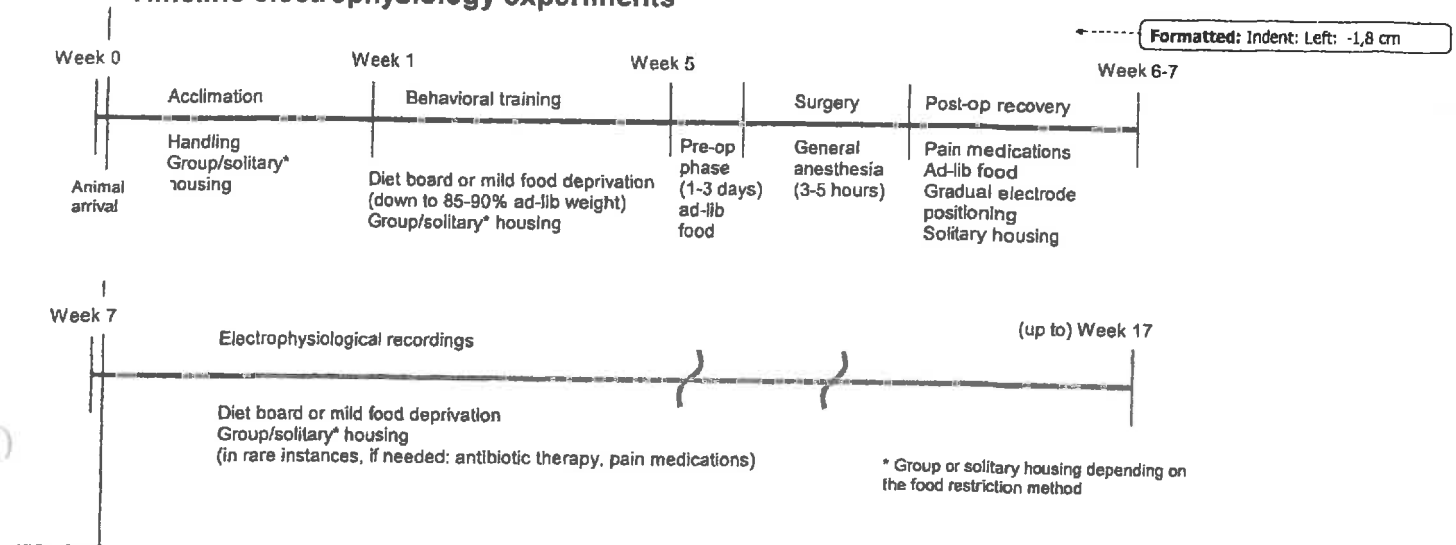 Timeline electrophysiology experiments
Formatted: Indent: Left: -1,8 cm
Week 0
Week 1
Week 5
Week 6-7
Acclimation
Behavioral training
Surgery
Post-op recovery
Handling
Group/solitary*
housing
Animal
arrival
Diet board or mild food deprivation
(down to 85-90% ad-lib weight)
Group/solitary* housing
Pre-op
phase
(1-3 days)
ad-lib
food
General
anesthesia
(3-5 hours)
Pain medications
Ad-lib food
Gradual electrode
positioning
Solitary housing
Week 7
Electrophysiological recordings
(up to) Week 17
Diet board or mild food deprivation
Group/solitary* housing
(in rare instances, if needed: antibiotic therapy, pain medications)
* Group or solitary housing depending on
the food restriction method